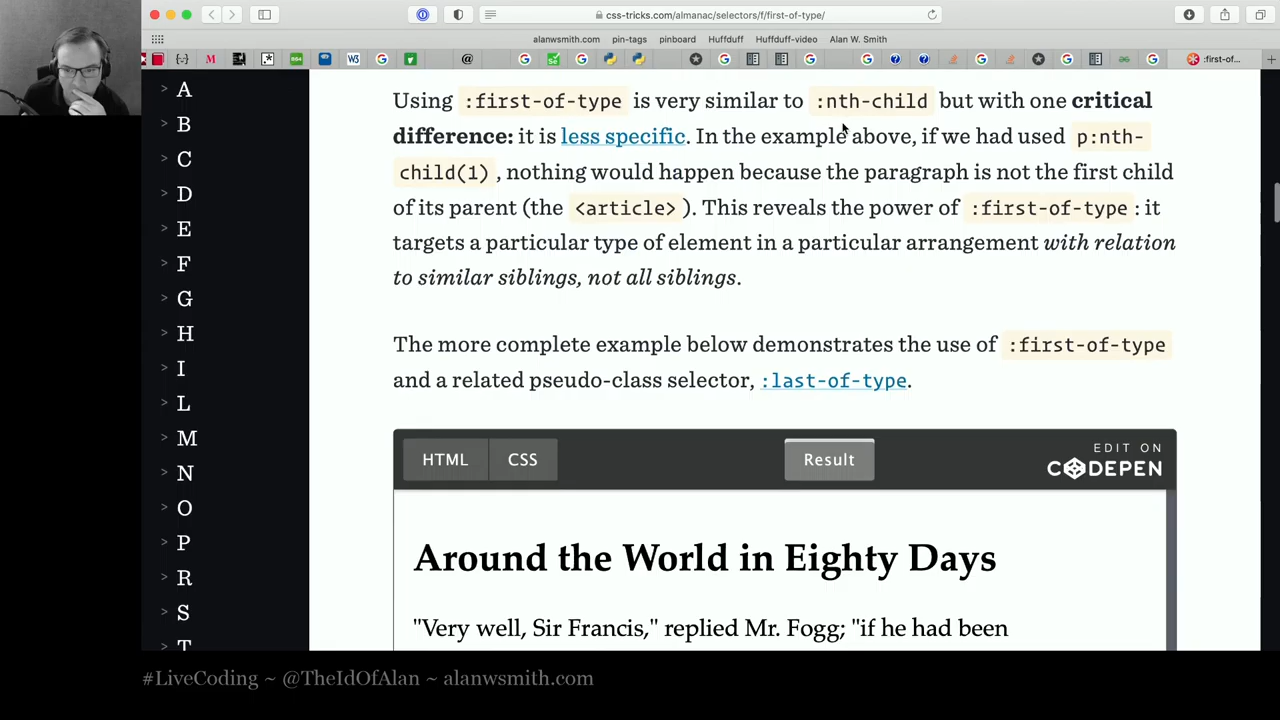 css-tricks.com/almanac/selectors/f/first-of-type/
alanwsmith.com pin-tags pinboard Huffduff Huffduff-video Alan W. Smith
:first-of...
> A
> B
> C
> D
> E
> F
> G
> H
> I
> L
> M
> N
> O
> P
> R
> S
> T
Using :first-of-type is very similar to :nth-child but with one critical
difference: it is less specific. In the example above, if we had used p:nth-
child(1) , nothing would happen because the paragraph is not the first child
of its parent (the <article> ). This reveals the power of :first-of-type : it
targets a particular type of element in a particular arrangement with relation
to similar siblings, not all siblings.
The more complete example below demonstrates the use of :first-of-type
and a related pseudo-class selector, :last-of-type.
HTML CSS Result EDIT ON
CODEPEN
Around the World in Eighty Days
"Very well, Sir Francis," replied Mr. Fogg; "if he had been
#LiveCoding ~ @TheIdOfAlan ~ alanwsmith.com